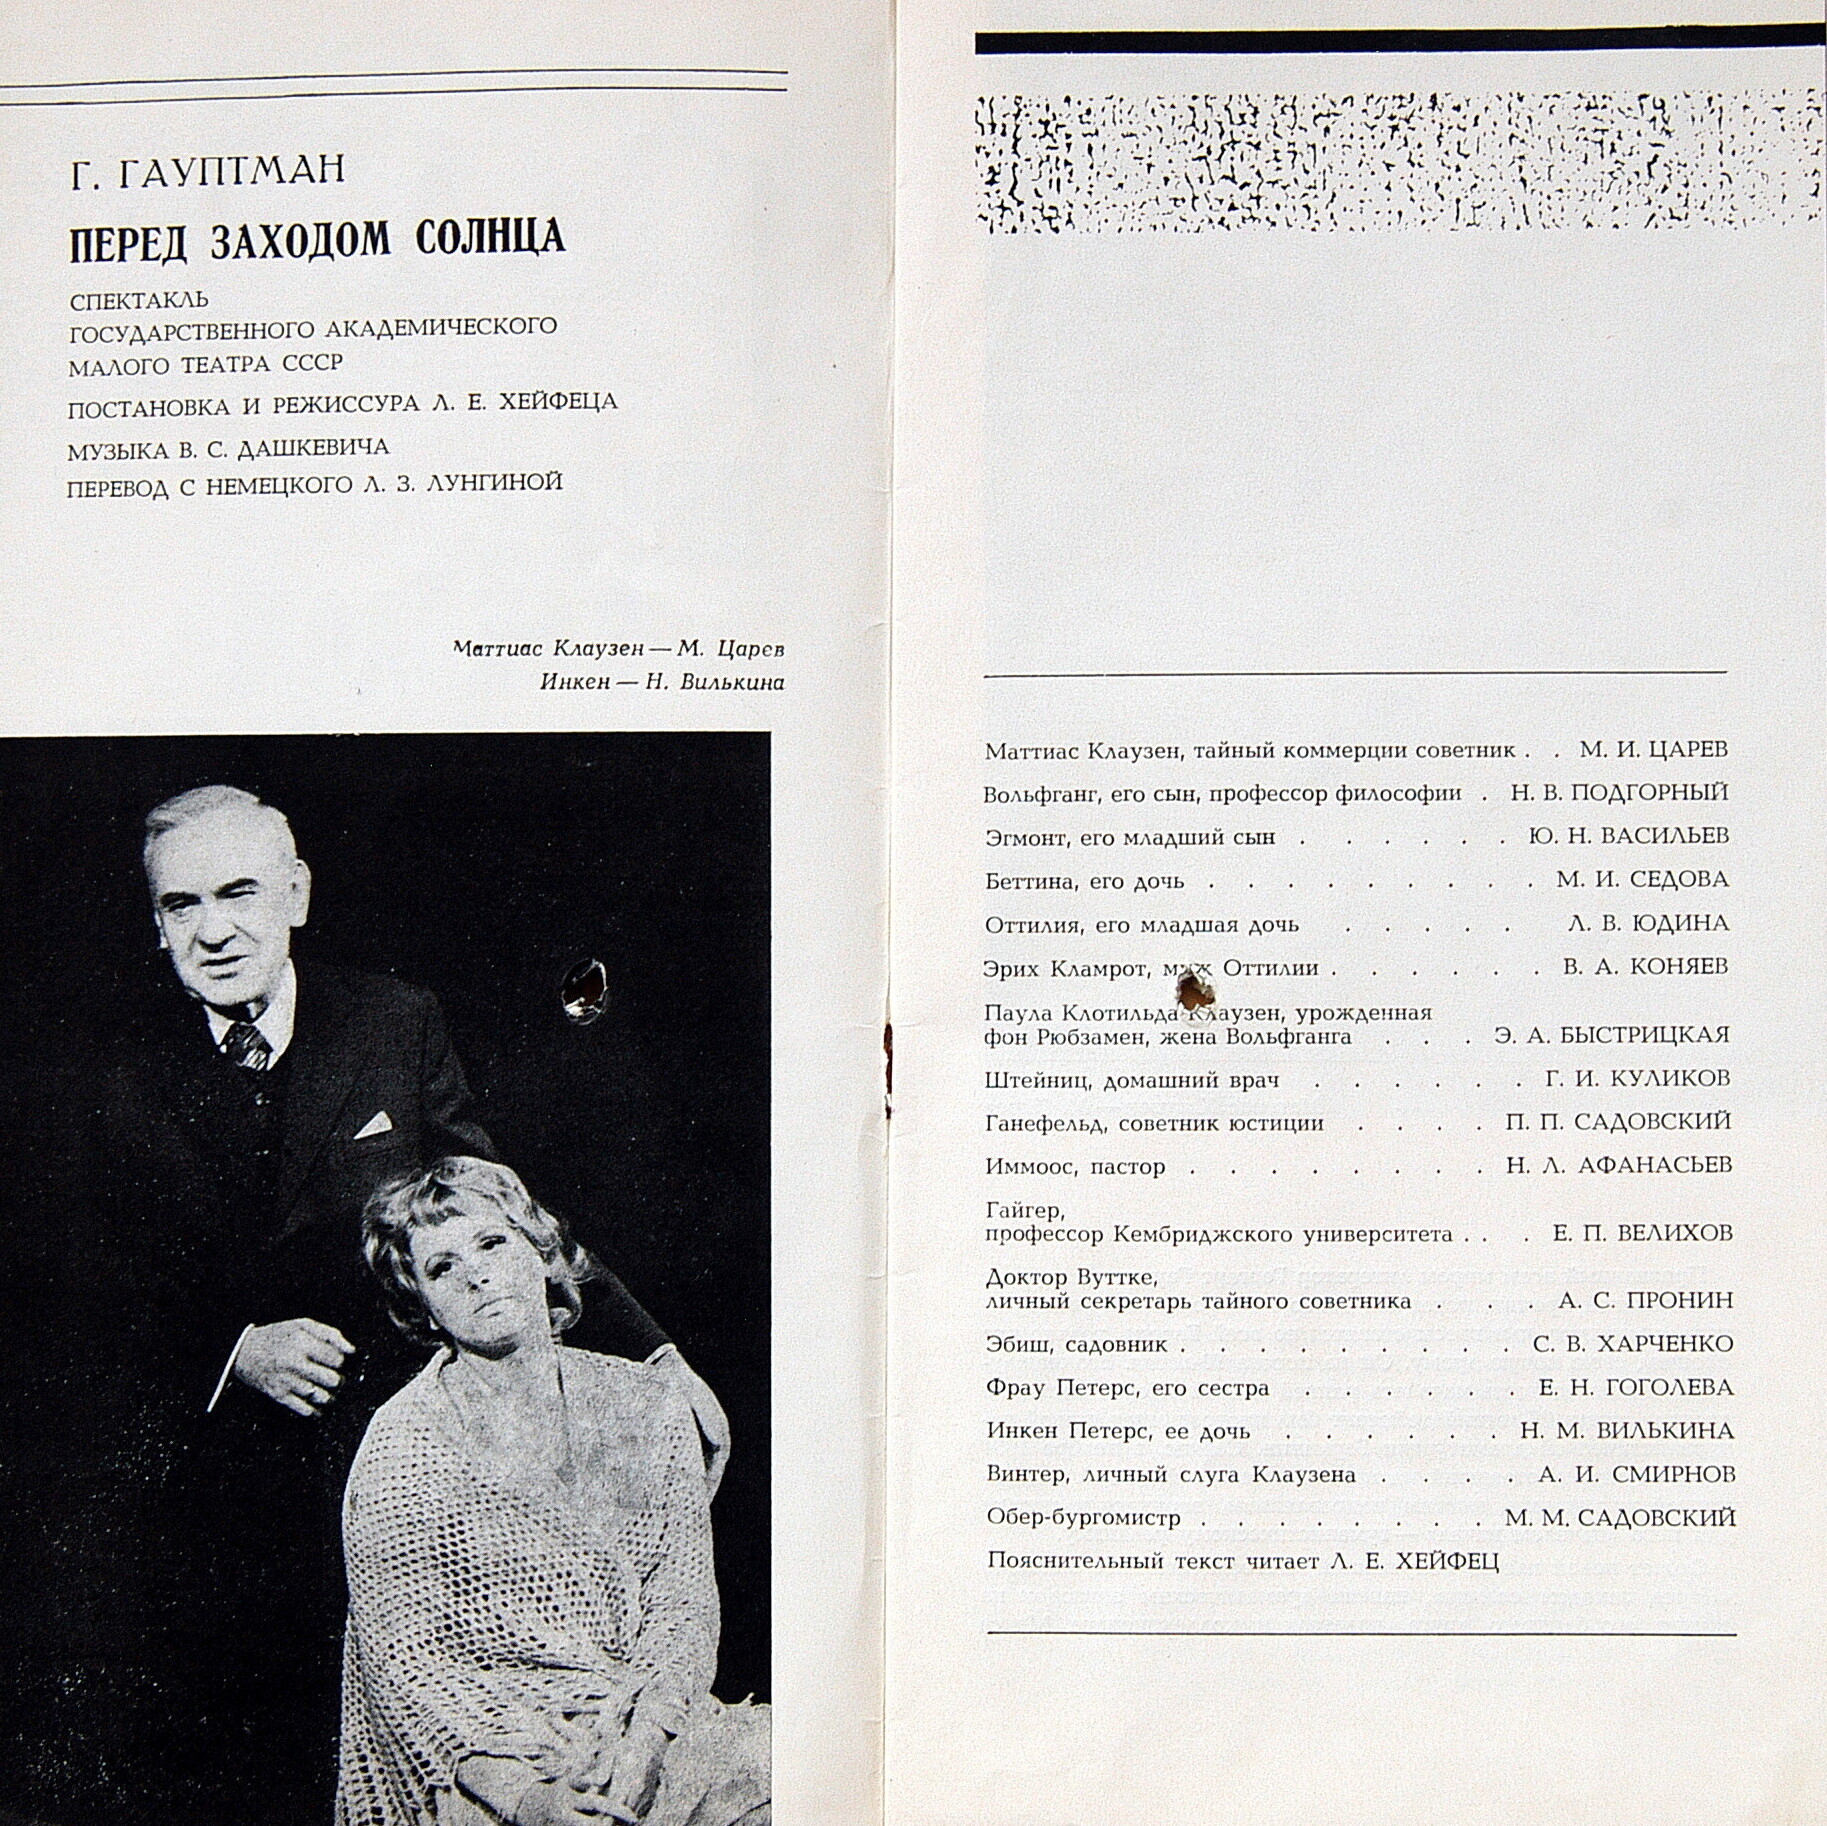 Г. ГАУПТМАН
ПЕРЕД ЗАХОДОМ СОЛНЦА
СПЕКТАКЛЬ
ГОСУДАРСТВЕННОГО АКАДЕМИЧЕСКОГО
МАЛОГО ТЕАТРА СССР
ПОСТАНОВКА И РЕЖИССУРА Л. Е. ХЕЙФЕЦА
МУЗЫКА В. С. ДАШКЕВИЧА
ПЕРЕВОД С НЕМЕЦКОГО Л. З. ЛУНГИНОЙ
Маттиас Клаузен — М. Царев
Инкен — Н. Вилькина
Маттиас Клаузен, тайный коммерции советник . . М. И. ЦАРЕВ
Вольфганг, его сын, профессор философии . Н. В. ПОДГОРНЫЙ
Эгмонт, его младший сын . . . . . . Ю. Н. ВАСИЛЬЕВ
Беттина, его дочь . . . . . . . . . М. И. СЕДОВА
Оттилия, его младшая дочь . . . . . Л. В. ЮДИНА
Эрих Кламрот, муж Оттилии . . . . . . В. А. КОНЯЕВ
Паула Клотильда Клаузен, урожденная
фон Рюбзамен, жена Вольфганга . . . Э. А. БЫСТРИЦКАЯ
Штейниц, домашний врач . . . . . . Г. И. КУЛИКОВ
Ганефельд, советник юстиции . . . . П. П. САДОВСКИЙ
Иммоос, пастор . . . . . . . . Н. Л. АФАНАСЬЕВ
Гайгер,
профессор Кембриджского университета . . . Е. П. ВЕЛИХОВ
Доктор Вуттке,
личный секретарь тайного советника . . . А. С. ПРОНИН
Эбиш, садовник . . . . . . . . . С. В. ХАРЧЕНКО
Фрау Петерс, его сестра . . . . . . Е. Н. ГОГОЛЕВА
Инкен Петерс, ее дочь . . . . . . Н. М. ВИЛЬКИНА
Винтер, личный слуга Клаузена . . . . А. И. СМИРНОВ
Обер-бургомистр . . . . . . . . М. М. САДОВСКИЙ
Пояснительный текст читает Л. Е. ХЕЙФЕЦ